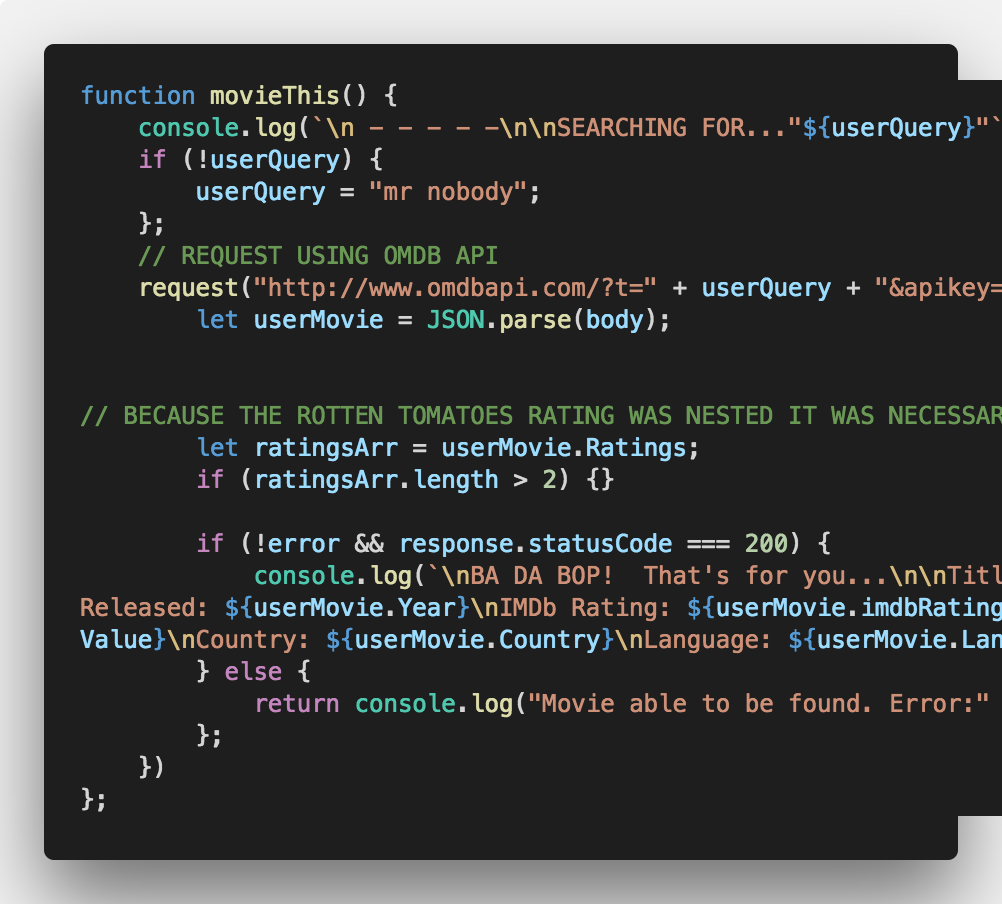 function movieThis() {
    console.log(`\n - - - - -\n\nSEARCHING FOR..."${userQuery}"`
    if (!userQuery) {
        userQuery = "mr nobody";
    };
    // REQUEST USING OMDB API
    request("http://www.omdbapi.com/?t=" + userQuery + "&apikey=
        let userMovie = JSON.parse(body);
// BECAUSE THE ROTTEN TOMATOES RATING WAS NESTED IT WAS NECESSAR
        let ratingsArr = userMovie.Ratings;
        if (ratingsArr.length > 2) {}
        if (!error && response.statusCode === 200) {
            console.log(`\nBA DA BOP!  That's for you...\n\nTitl
Released: ${userMovie.Year}\nIMDb Rating: ${userMovie.imdbRating
Value}\nCountry: ${userMovie.Country}\nLanguage: ${userMovie.Lan
        } else {
            return console.log("Movie able to be found. Error:"
        };
    })
};